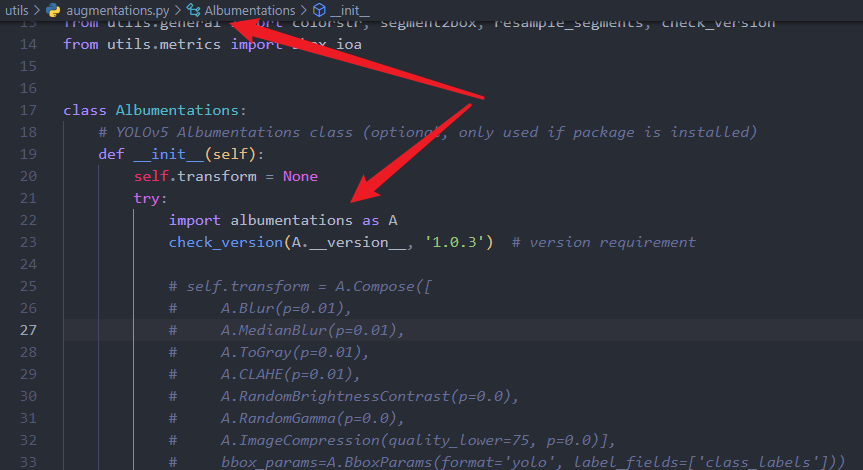 utils > augmentations.py > Albumentations > __init__
13 from utils.general import colorstr, segment2box, resample_segments, check_version
14 from utils.metrics import bbox_ioa
15
16
17 class Albumentations:
18 # YOLOv5 Albumentations class (optional, only used if package is installed)
19 def __init__(self):
20 self.transform = None
21 try:
22 import albumentations as A
23 check_version(A.__version__, '1.0.3') # version requirement
24
25 # self.transform = A.Compose([
26 # A.Blur(p=0.01),
27 # A.MedianBlur(p=0.01),
28 # A.ToGray(p=0.01),
29 # A.CLAHE(p=0.01),
30 # A.RandomBrightnessContrast(p=0.0),
31 # A.RandomGamma(p=0.0),
32 # A.ImageCompression(quality_lower=75, p=0.0)],
33 # bbox_params=A.BboxParams(format='yolo', label_fields=['class_labels']))